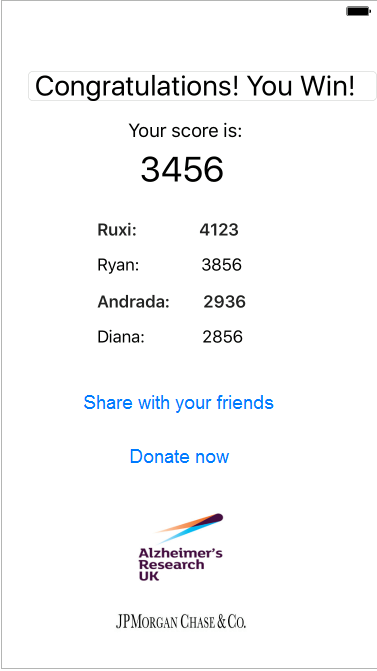 Congratulations! You Win!
Your score is:
3456
Ruxi: 4123
Ryan: 3856
Andrada: 2936
Diana: 2856
Share with your friends
Donate now
Alzheimer's
Research
UK
JPMORGAN CHASE & CO.